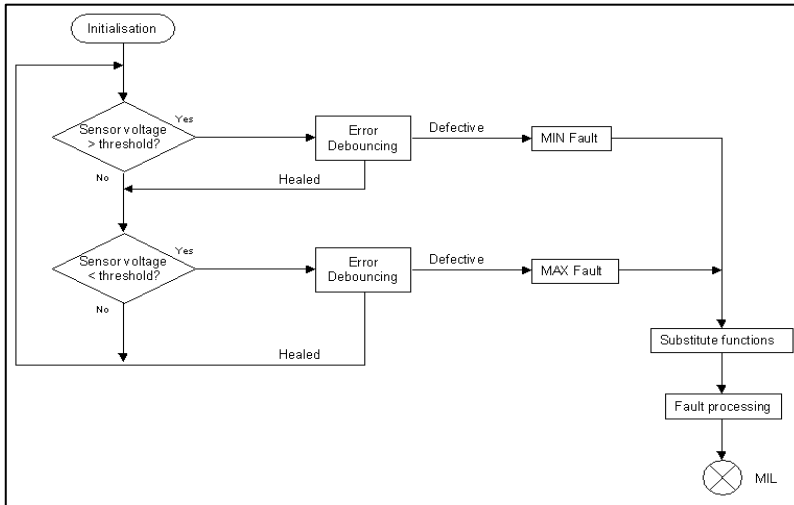 Initialisation
Yes
Sensor voltage
> threshold?
Error
Debouncing
Defective
MIN Fault
No
Healed
Yes
Sensor voltage
< threshold?
Error
Debouncing
Defective
MAX Fault
No
Healed
Substitute functions
Fault processing
MIL